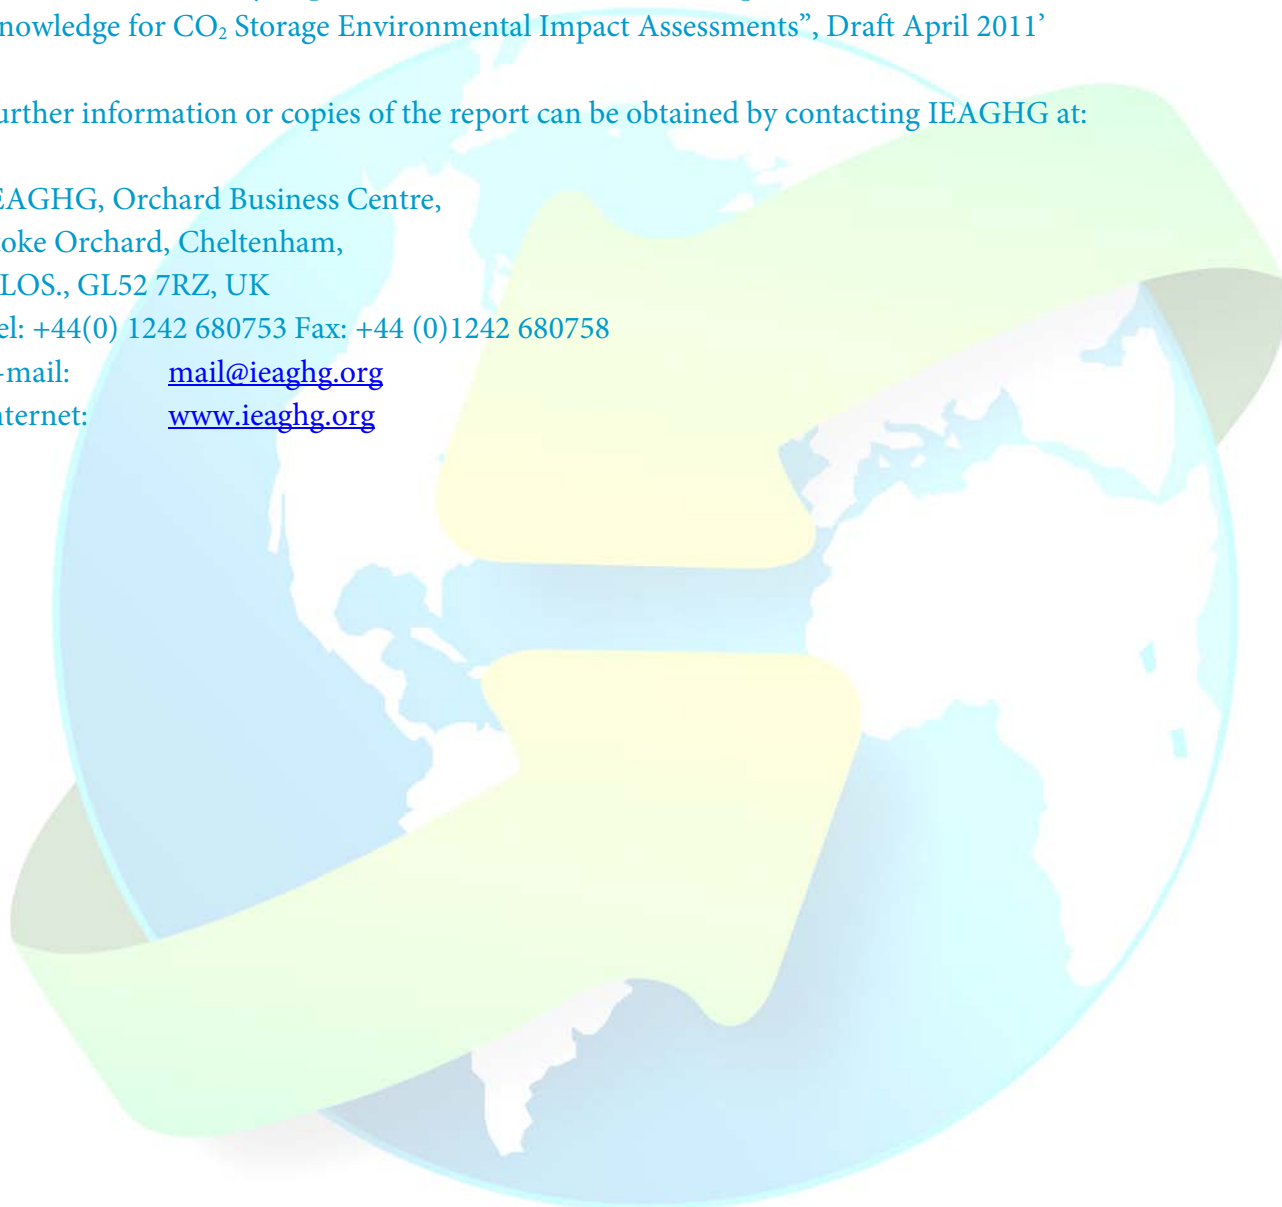 nowledge for CO₂ Storage Environmental Impact Assessments”, Draft April 2011’
urther information or copies of the report can be obtained by contacting IEAGHG at:
EAGHG, Orchard Business Centre,
toke Orchard, Cheltenham,
LOS., GL52 7RZ, UK
el: +44(0) 1242 680753 Fax: +44 (0)1242 680758
-mail: mail@ieaghg.org
nternet: www.ieaghg.org